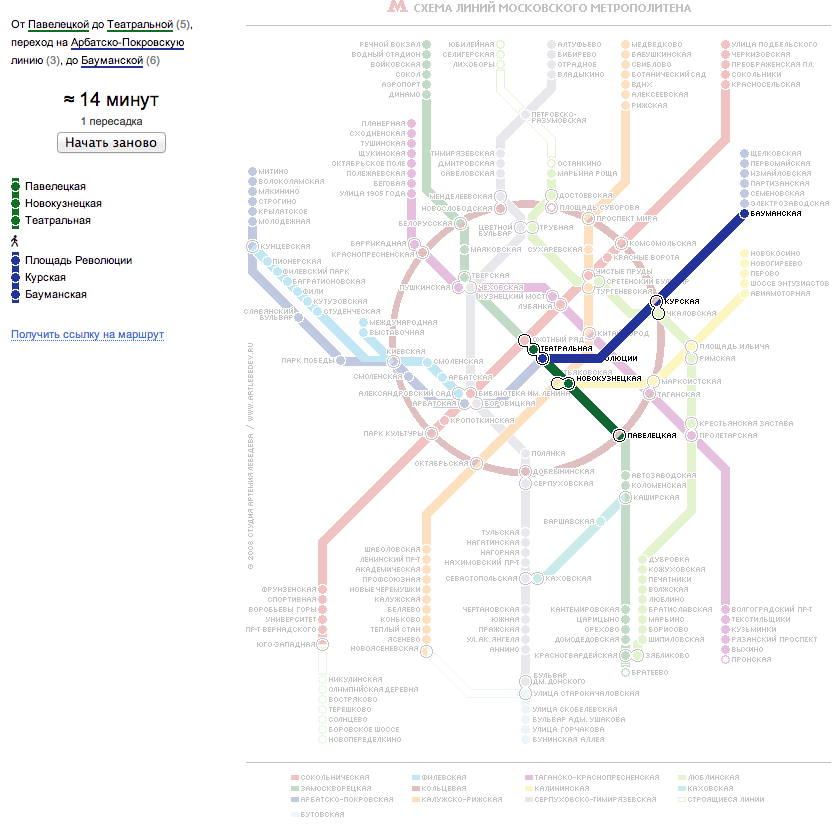 От Павелецкой до Театральной (5),
переход на Арбатско-Покровскую
линию (3), до Бауманской (6)
≈ 14 минут
1 пересадка
Начать заново
Павелецкая
Новокузнецкая
Театральная
Площадь Революции
Курская
Бауманская
Получить ссылку на маршрут
СХЕМА ЛИНИЙ МОСКОВСКОГО МЕТРОПОЛИТЕНА
РЕЧНОЙ ВОКЗАЛ
ВОДНЫЙ СТАДИОН
ВОЙКОВСКАЯ
СОКОЛ
АЭРОПОРТ
ДИНАМО
ЮБИЛЕЙНАЯ
СЕЛИГЕРСКАЯ
ЛИХОБОРЫ
АЛТУФЬЕВО
БИБИРЕВО
ОТРАДНОЕ
ВЛАДЫКИНО
ПЕТРОВСКО-
РАЗУМОВСКАЯ
МЕДВЕДКОВО
БАБУШКИНСКАЯ
СВИБЛОВО
БОТАНИЧЕСКИЙ САД
ВДНХ
АЛЕКСЕЕВСКАЯ
РИЖСКАЯ
УЛИЦА ПОДБЕЛЬСКОГО
ЧЕРКИЗОВСКАЯ
ПРЕОБРАЖЕНСКАЯ ПЛ.
СОКОЛЬНИКИ
КРАСНОСЕЛЬСКАЯ
ПЛАНЕРНАЯ
СХОДНЕНСКАЯ
ТУШИНСКАЯ
ЩУКИНСКАЯ
ОКТЯБРЬСКОЕ ПОЛЕ
ПОЛЕЖАЕВСКАЯ
БЕГОВАЯ
УЛИЦА 1905 ГОДА
ТИМИРЯЗЕВСКАЯ
ДМИТРОВСКАЯ
САВЕЛОВСКАЯ
ОСТАНКИНО
МАРЬИНА РОЩА
ЩЕЛКОВСКАЯ
ПЕРВОМАЙСКАЯ
ИЗМАЙЛОВСКАЯ
ПАРТИЗАНСКАЯ
СЕМЕНОВСКАЯ
ЭЛЕКТРОЗАВОДСКАЯ
БАУМАНСКАЯ
МИТИНО
ВОЛОКОЛАМСКАЯ
МЯКИНИНО
СТРОГИНО
КРЫЛАТСКОЕ
МОЛОДЕЖНАЯ
КУНЦЕВСКАЯ
ПИОНЕРСКАЯ
ФИЛЕВСКИЙ ПАРК
БАГРАТИОНОВСКАЯ
ФИЛИ
КУТУЗОВСКАЯ
СТУДЕНЧЕСКАЯ
СЛАВЯНСКИЙ
БУЛЬВАР
ПАРК ПОБЕДЫ
МЕЖДУНАРОДНАЯ
ВЫСТАВОЧНАЯ
МЕНДЕЛЕЕВСКАЯ
НОВОСЛОБОДСКАЯ
ДОСТОЕВСКАЯ
ПЛОЩАДЬ СУВОРОВА
ПРОСПЕКТ МИРА
БЕЛОРУССКАЯ
ЦВЕТНОЙ
БУЛЬВАР
ТРУБНАЯ
БАРРИКАДНАЯ
КРАСНОПРЕСНЕНСКАЯ
МАЯКОВСКАЯ
СУХАРЕВСКАЯ
КОМСОМОЛЬСКАЯ
КРАСНЫЕ ВОРОТА
ТВЕРСКАЯ
ПУШКИНСКАЯ
ЧЕХОВСКАЯ
КУЗНЕЦКИЙ МОСТ
ЛУБЯНКА
ЧИСТЫЕ ПРУДЫ
СРЕТЕНСКИЙ БУЛЬВАР
ТУРГЕНЕВСКАЯ
НОВОКОСИНО
НОВОГИРЕЕВО
ПЕРОВО
ШОССЕ ЭНТУЗИАСТОВ
АВИАМОТОРНАЯ
КУРСКАЯ
ЧКАЛОВСКАЯ
ПЛОЩАДЬ ИЛЬИЧА
РИМСКАЯ
ТЕАТРАЛЬНАЯ
НОВОКУЗНЕЦКАЯ
КИЕВСКАЯ
СМОЛЕНСКАЯ
СМОЛЕНСКАЯ
АРБАТСКАЯ
АЛЕКСАНДРОВСКИЙ САД
БИБЛИОТЕКА ИМ. ЛЕНИНА
АРБАТСКАЯ
БОРОВИЦКАЯ
КРОПОТКИНСКАЯ
ПАРК КУЛЬТУРЫ
МАРКСИСТСКАЯ
ТАГАНСКАЯ
КРЕСТЬЯНСКАЯ ЗАСТАВА
ПРОЛЕТАРСКАЯ
ПАВЕЛЕЦКАЯ
ПОЛЯНКА
ОКТЯБРЬСКАЯ
ДОБРЫНИНСКАЯ
СЕРПУХОВСКАЯ
АВТОЗАВОДСКАЯ
КОЛОМЕНСКАЯ
КАШИРСКАЯ
ВАРШАВСКАЯ
КАХОВСКАЯ
ТУЛЬСКАЯ
НАГАТИНСКАЯ
НАГОРНАЯ
НАХИМОВСКИЙ ПР-Т
СЕВАСТОПОЛЬСКАЯ
ЧЕРТАНОВСКАЯ
ЮЖНАЯ
ПРАЖСКАЯ
УЛ. АК. ЯНГЕЛЯ
АННИНО
БУЛЬВАР
ДМ. ДОНСКОГО
УЛИЦА СТАРОКАЧАЛОВСКАЯ
УЛИЦА СКОБЕЛЕВСКАЯ
БУЛЬВАР АДМ. УШАКОВА
УЛИЦА ГОРЧАКОВА
БУНИНСКАЯ АЛЛЕЯ
ШАБОЛОВСКАЯ
ЛЕНИНСКИЙ ПР-Т
АКАДЕМИЧЕСКАЯ
ПРОФСОЮЗНАЯ
НОВЫЕ ЧЕРЕМУШКИ
КАЛУЖСКАЯ
БЕЛЯЕВО
КОНЬКОВО
ТЕПЛЫЙ СТАН
ЯСЕНЕВО
НОВОЯСЕНЕВСКАЯ
ФРУНЗЕНСКАЯ
СПОРТИВНАЯ
ВОРОБЬЕВЫ ГОРЫ
УНИВЕРСИТЕТ
ПР-Т ВЕРНАДСКОГО
ЮГО-ЗАПАДНАЯ
НИКУЛИНСКАЯ
ОЛИМПИЙСКАЯ ДЕРЕВНЯ
ВОСТРЯКОВО
ТЕРЕШКОВО
СОЛНЦЕВО
БОРОВСКОЕ ШОССЕ
НОВОПЕРЕДЕЛКИНО
КАНТЕМИРОВСКАЯ
ЦАРИЦЫНО
ОРЕХОВО
ДОМОДЕДОВСКАЯ
КРАСНОГВАРДЕЙСКАЯ
БРАТЕЕВО
ДУБРОВКА
КОЖУХОВСКАЯ
ПЕЧАТНИКИ
ВОЛЖСКАЯ
ЛЮБЛИНО
БРАТИСЛАВСКАЯ
МАРЬИНО
БОРИСОВО
ШИПИЛОВСКАЯ
ЗЯБЛИКОВО
ВОЛГОГРАДСКИЙ ПР-Т
ТЕКСТИЛЬЩИКИ
КУЗЬМИНКИ
РЯЗАНСКИЙ ПРОСПЕКТ
ВЫХИНО
ПРОНСКАЯ
© 2008 СТУДИЯ АРТЕМИЯ ЛЕБЕДЕВА / WWW.ARTLEBEDEV.RU
СОКОЛЬНИЧЕСКАЯ
ФИЛЕВСКАЯ
ТАГАНСКО-КРАСНОПРЕСНЕНСКАЯ
ЛЮБЛИНСКАЯ
ЗАМОСКВОРЕЦКАЯ
КОЛЬЦЕВАЯ
КАЛИНИНСКАЯ
КАХОВСКАЯ
АРБАТСКО-ПОКРОВСКАЯ
КАЛУЖСКО-РИЖСКАЯ
СЕРПУХОВСКО-ТИМИРЯЗЕВСКАЯ
СТРОЯЩИЕСЯ ЛИНИИ
БУТОВСКАЯ